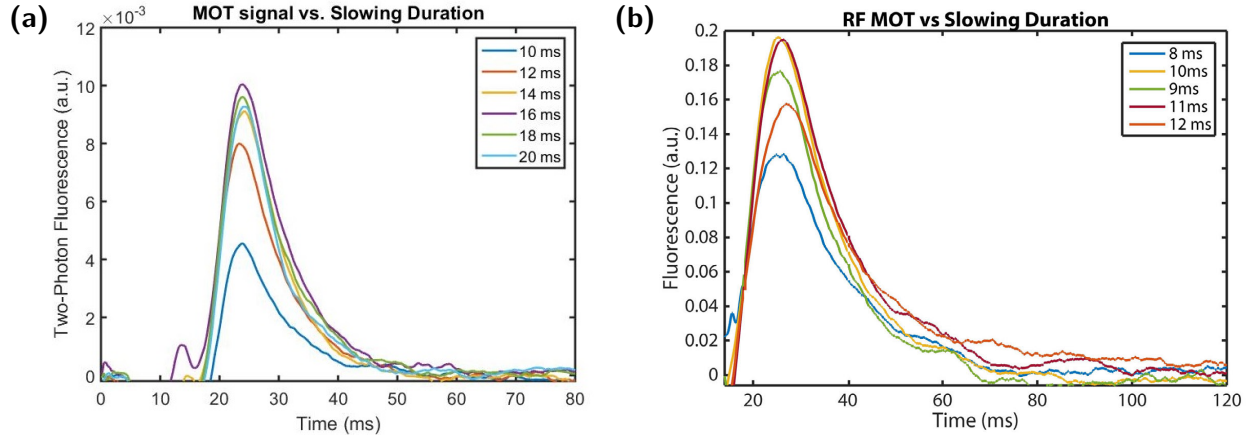 (a)
MOT signal vs. Slowing Duration
×10⁻³
12
10
8
6
4
2
0
Two-Photon Fluorescence (a.u.)
10 ms
12 ms
14 ms
16 ms
18 ms
20 ms
0 10 20 30 40 50 60 70 80
Time (ms)
(b)
RF MOT vs Slowing Duration
0.2
0.18
0.16
0.14
0.12
0.1
0.08
0.06
0.04
0.02
0
Fluorescence (a.u.)
8 ms
10ms
9ms
11ms
12 ms
20 40 60 80 100 120
Time (ms)